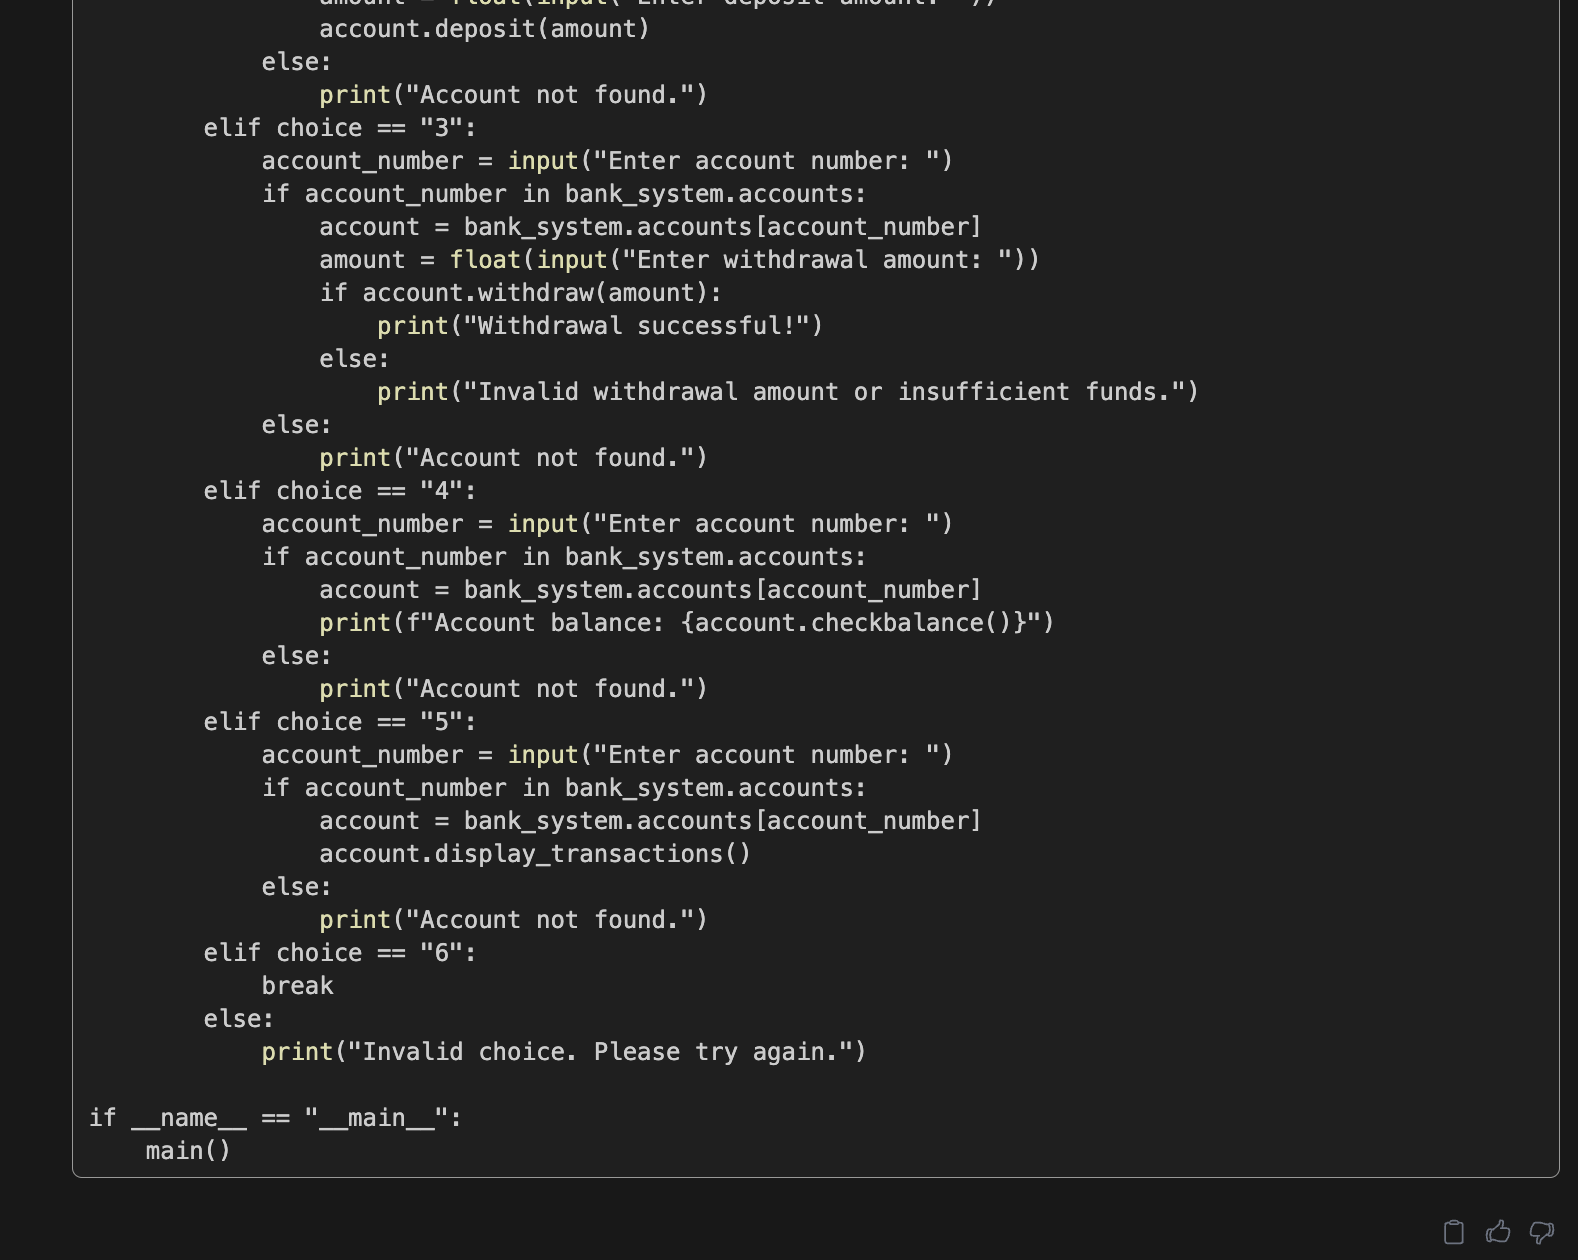 amount = float(input("Enter deposit amount: "))
account.deposit(amount)
else:
print("Account not found.")
elif choice == "3":
account_number = input("Enter account number: ")
if account_number in bank_system.accounts:
account = bank_system.accounts[account_number]
amount = float(input("Enter withdrawal amount: "))
if account.withdraw(amount):
print("Withdrawal successful!")
else:
print("Invalid withdrawal amount or insufficient funds.")
else:
print("Account not found.")
elif choice == "4":
account_number = input("Enter account number: ")
if account_number in bank_system.accounts:
account = bank_system.accounts[account_number]
print(f"Account balance: {account.checkbalance()}")
else:
print("Account not found.")
elif choice == "5":
account_number = input("Enter account number: ")
if account_number in bank_system.accounts:
account = bank_system.accounts[account_number]
account.display_transactions()
else:
print("Account not found.")
elif choice == "6":
break
else:
print("Invalid choice. Please try again.")
if __name__ == "__main__":
main()